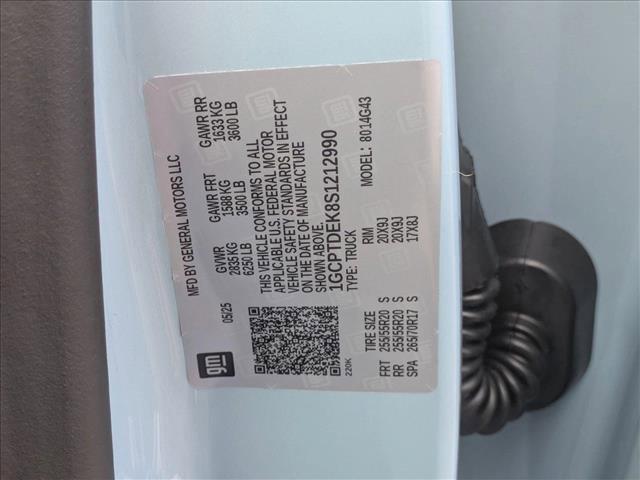 MFD BY GENERAL MOTORS LLC
05/25 GVWR GAWR FRT GAWR RR
2835 KG 1588 KG 1633 KG
6250 LB 3500 LB 3600 LB
gm
THIS VEHICLE CONFORMS TO ALL
APPLICABLE U.S. FEDERAL MOTOR
VEHICLE SAFETY STANDARDS IN EFFECT
ON THE DATE OF MANUFACTURE
SHOWN ABOVE.
1GCPTDEK8S1212990
TYPE: TRUCK MODEL: 8014G43
220K
TIRE SIZE RIM
FRT 255/55R20 S 20X9J
RR 255/55R20 S 20X9J
SPA 265/70R17 S 17X8J